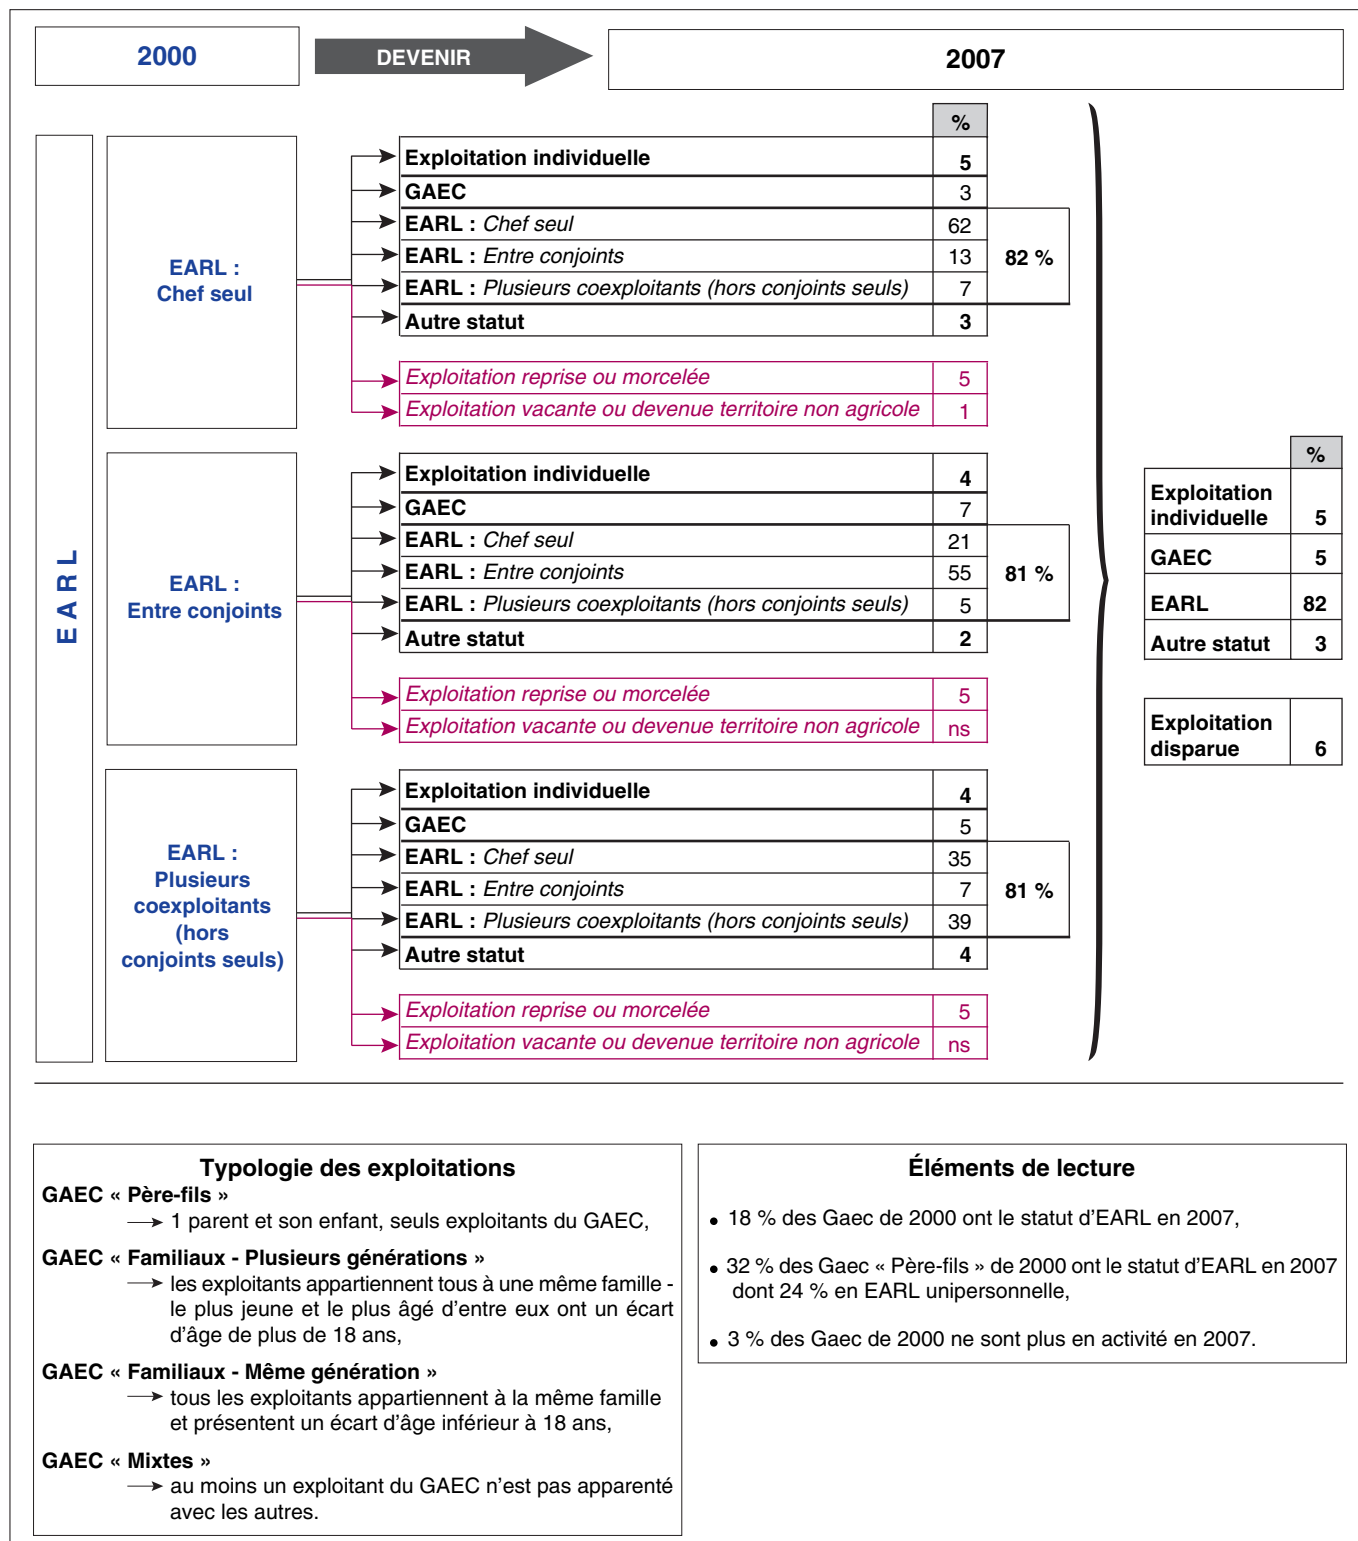 2000
DEVENIR
2007
EARL
EARL :
Chef seul
%
Exploitation individuelle 5
GAEC 3
EARL : Chef seul 62
EARL : Entre conjoints 13
EARL : Plusieurs coexploitants (hors conjoints seuls) 7
82 %
Autre statut 3
Exploitation reprise ou morcelée 5
Exploitation vacante ou devenue territoire non agricole 1
EARL :
Entre conjoints
Exploitation individuelle 4
GAEC 7
EARL : Chef seul 21
EARL : Entre conjoints 55
EARL : Plusieurs coexploitants (hors conjoints seuls) 5
81 %
Autre statut 2
Exploitation reprise ou morcelée 5
Exploitation vacante ou devenue territoire non agricole ns
EARL :
Plusieurs
coexploitants
(hors
conjoints seuls)
Exploitation individuelle 4
GAEC 5
EARL : Chef seul 35
EARL : Entre conjoints 7
EARL : Plusieurs coexploitants (hors conjoints seuls) 39
81 %
Autre statut 4
Exploitation reprise ou morcelée 5
Exploitation vacante ou devenue territoire non agricole ns
%
Exploitation
individuelle 5
GAEC 5
EARL 82
Autre statut 3
Exploitation
disparue 6
Typologie des exploitations
GAEC « Père-fils »
1 parent et son enfant, seuls exploitants du GAEC,
GAEC « Familiaux - Plusieurs générations »
les exploitants appartiennent tous à une même famille -
le plus jeune et le plus âgé d'entre eux ont un écart
d'âge de plus de 18 ans,
GAEC « Familiaux - Même génération »
tous les exploitants appartiennent à la même famille
et présentent un écart d'âge inférieur à 18 ans,
GAEC « Mixtes »
au moins un exploitant du GAEC n'est pas apparenté
avec les autres.
Éléments de lecture
• 18 % des Gaec de 2000 ont le statut d'EARL en 2007,
• 32 % des Gaec « Père-fils » de 2000 ont le statut d'EARL en 2007
dont 24 % en EARL unipersonnelle,
• 3 % des Gaec de 2000 ne sont plus en activité en 2007.